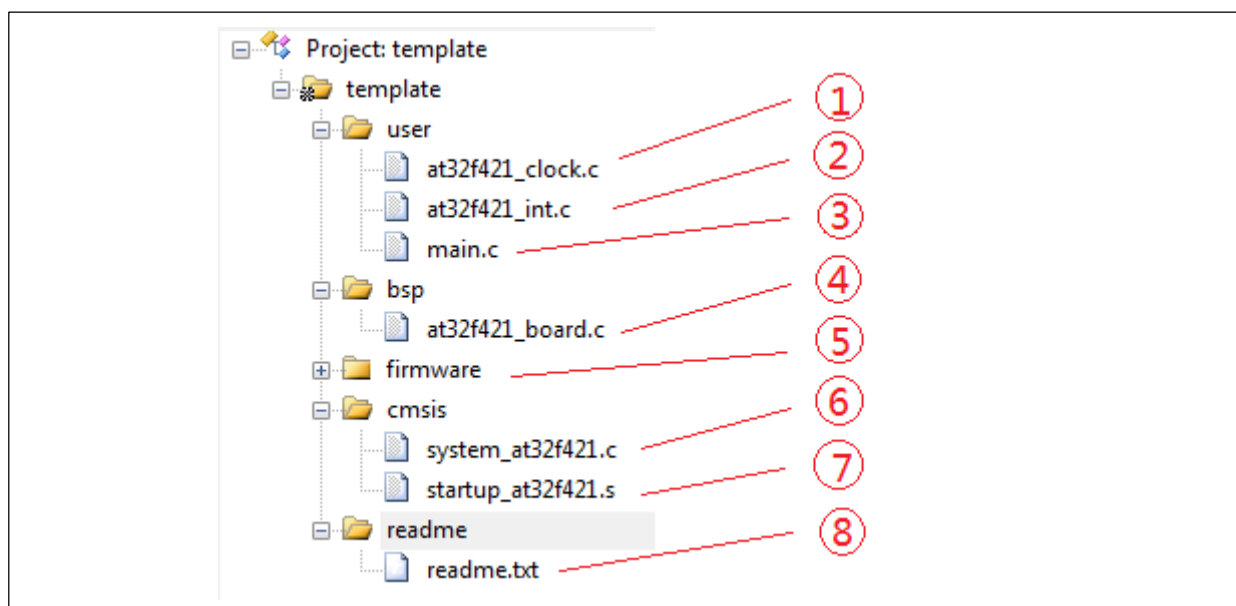 Project: template
template
user
at32f421_clock.c
at32f421_int.c
main.c
bsp
at32f421_board.c
firmware
cmsis
system_at32f421.c
startup_at32f421.s
readme
readme.txt
①
②
③
④
⑤
⑥
⑦
⑧